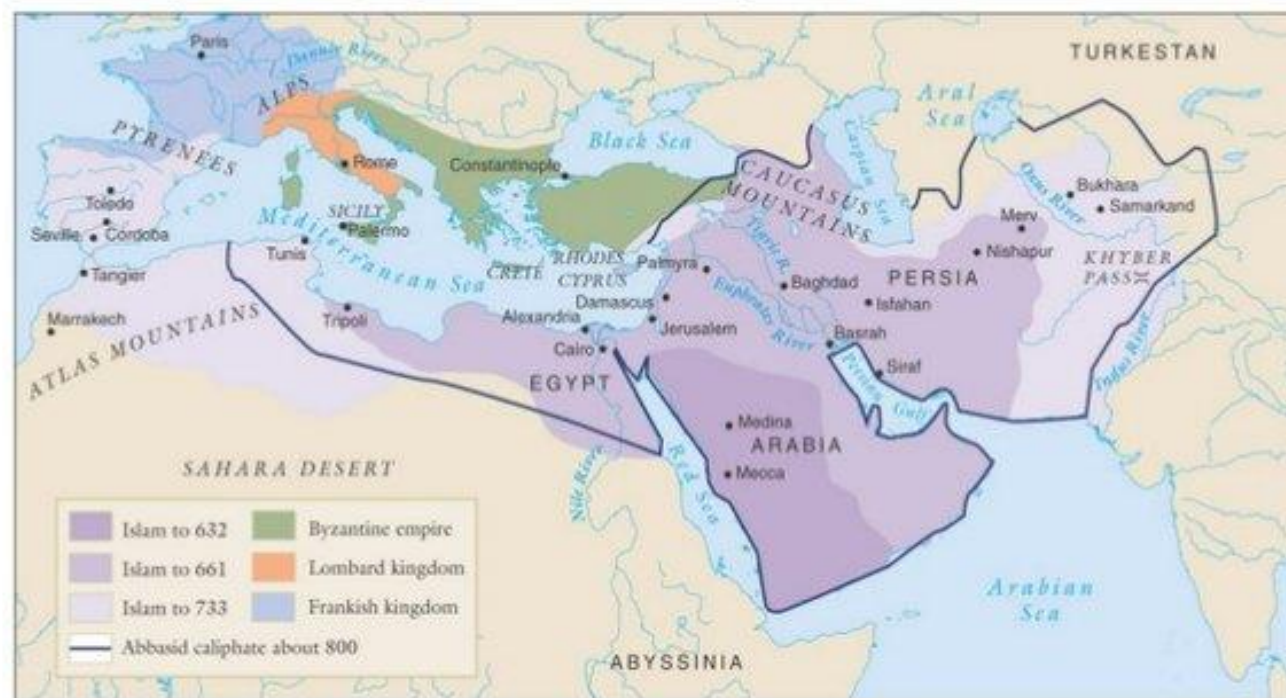 Paris
Danube River
TURKESTAN
ALPS
Aral
Sea
PYRENEES
Black Sea
Caspian Sea
Rome
Constantinople
CAUCASUS
MOUNTAINS
Oxus River
Bukhara
Samarkand
Toledo
SICILY
Palermo
Mediterranean Sea
Merv
Seville
Córdoba
Tunis
CRETE
RHODES
CYPRUS
Palmyra
Tigris R.
Nishapur
KHYBER
PASS
Tangier
Baghdad
PERSIA
Damascus
Euphrates River
Isfahan
Marrakech
Tripoli
Alexandria
Jerusalem
Basrah
ATLAS MOUNTAINS
Cairo
Siraf
Indus River
EGYPT
Persian Gulf
Medina
ARABIA
SAHARA DESERT
Mecca
Nile River
Red Sea
Islam to 632
Byzantine empire
Islam to 661
Lombard kingdom
Islam to 733
Frankish kingdom
Arabian
Sea
Abbasid caliphate about 800
ABYSSINIA